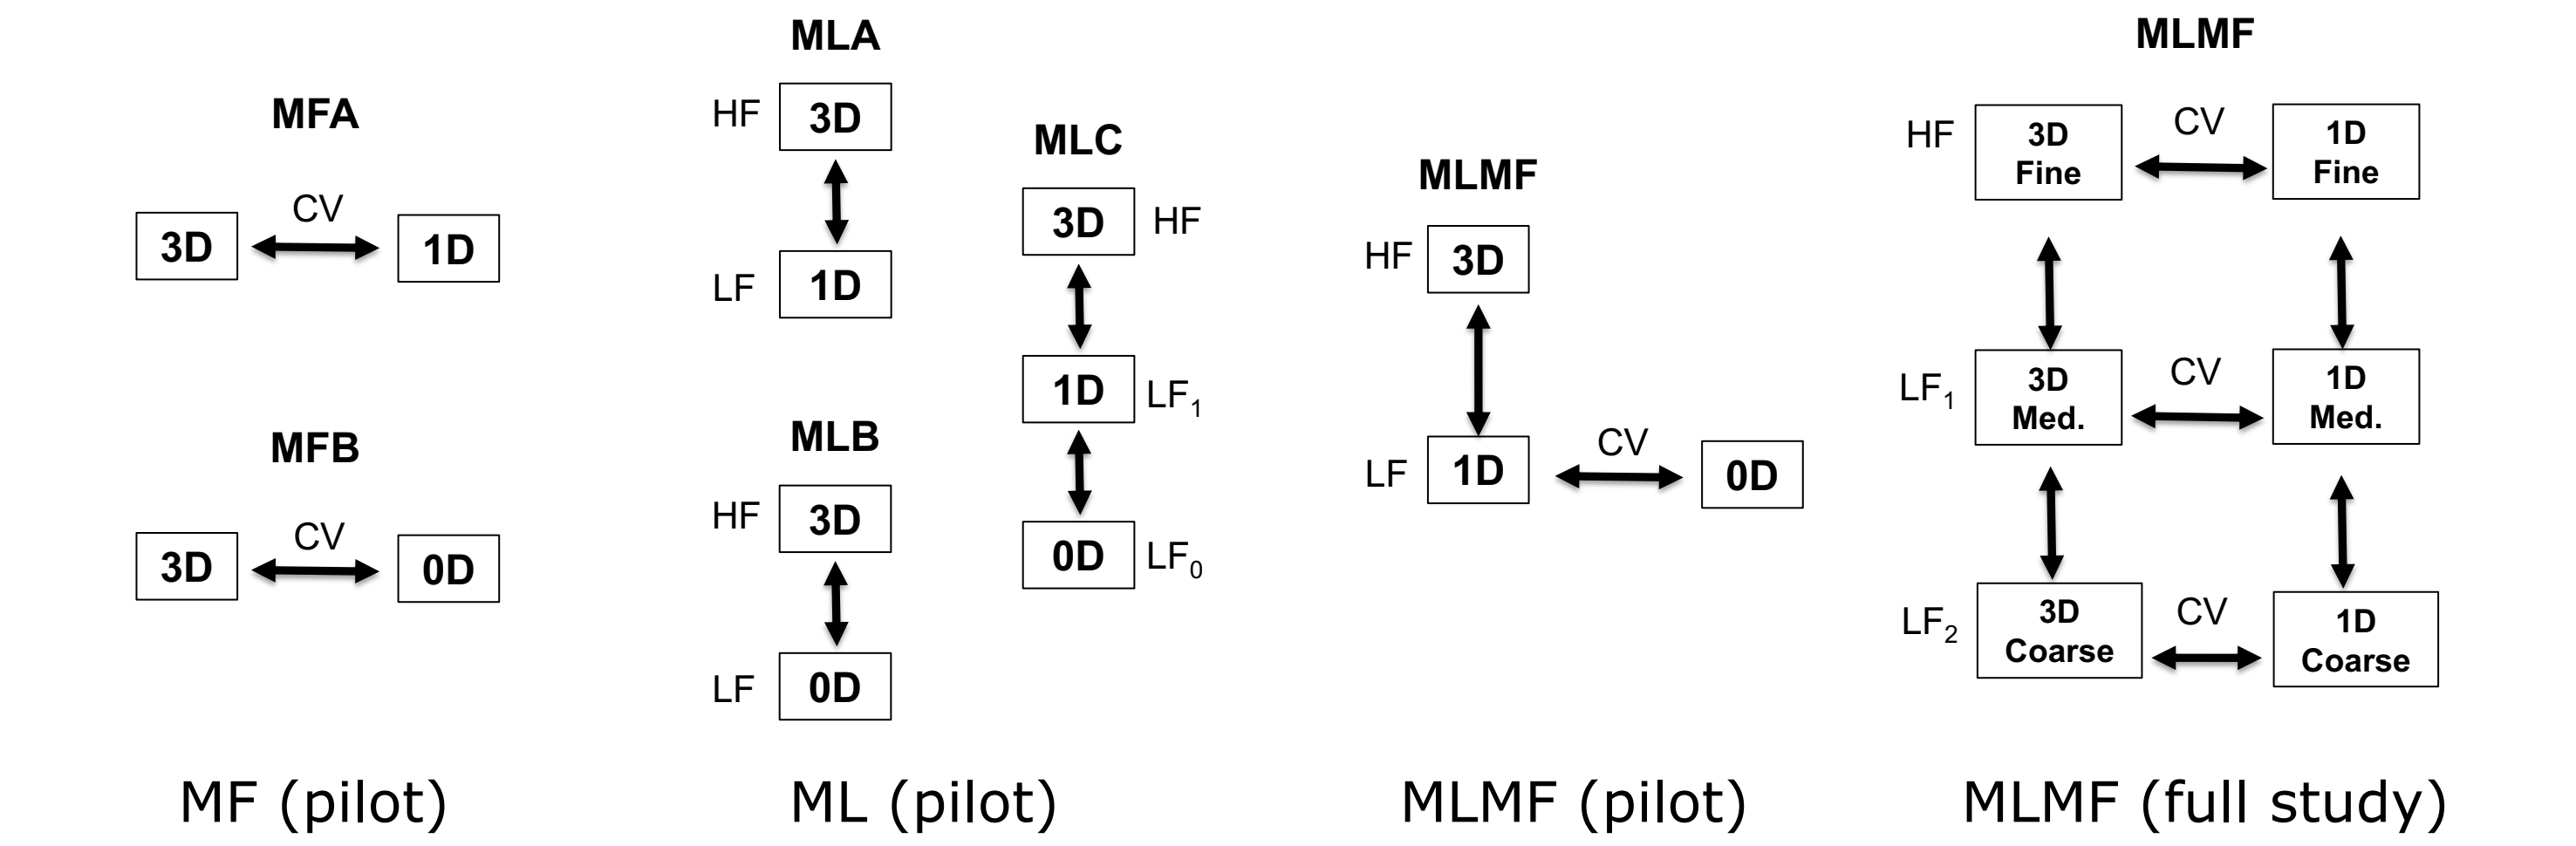 MFA
3D
CV
1D
MFB
3D
CV
0D
MF (pilot)
MLA
HF
3D
LF
1D
MLB
HF
3D
LF
0D
MLC
3D
HF
1D
LF1
0D
LF0
ML (pilot)
MLMF
HF
3D
LF
1D
CV
0D
MLMF (pilot)
MLMF
HF
3D
Fine
CV
1D
Fine
LF1
3D
Med.
CV
1D
Med.
LF2
3D
Coarse
CV
1D
Coarse
MLMF (full study)